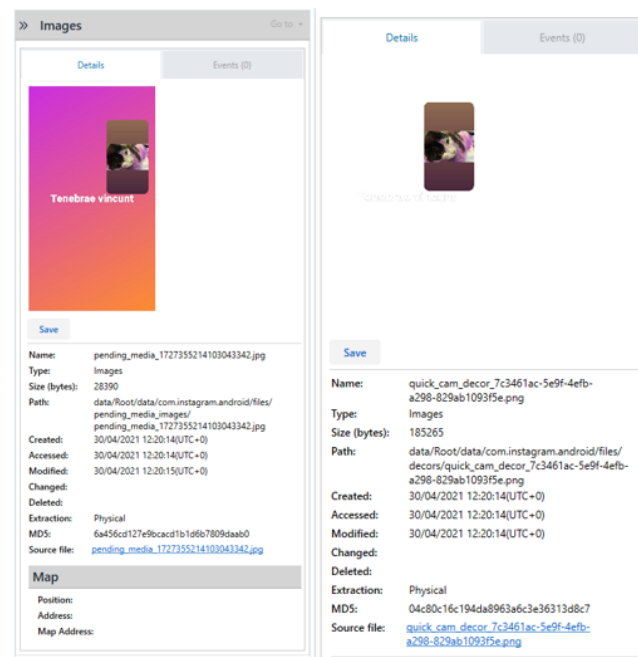 » Images
Go to
Details
Events (0)
Tenebrae vincunt
Save
Name: pending_media_1727355214103043342.jpg
Type: Images
Size (bytes): 28390
Path: data/Root/data/com.instagram.android/files/
pending_media_images/
pending_media_1727355214103043342.jpg
Created: 30/04/2021 12:20:14(UTC+0)
Accessed: 30/04/2021 12:20:14(UTC+0)
Modified: 30/04/2021 12:20:15(UTC+0)
Changed:
Deleted:
Extraction: Physical
MD5: 6a456cd127e9bcacd1b1d6b7809daab0
Source file: pending_media_1727355214103043342.jpg
Map
Position:
Address:
Map Address:
Details
Events (0)
Tenebrae vincunt
Save
Name: quick_cam_decor_7c3461ac-5e9f-4efb-
a298-829ab1093f5e.png
Type: Images
Size (bytes): 185265
Path: data/Root/data/com.instagram.android/files/
decors/quick_cam_decor_7c3461ac-5e9f-4efb-
a298-829ab1093f5e.png
Created: 30/04/2021 12:20:14(UTC+0)
Accessed: 30/04/2021 12:20:14(UTC+0)
Modified: 30/04/2021 12:20:14(UTC+0)
Changed:
Deleted:
Extraction: Physical
MD5: 04c80c16c194da8963a6c3e36313d8c7
Source file: quick_cam_decor_7c3461ac-5e9f-4efb-
a298-829ab1093f5e.png